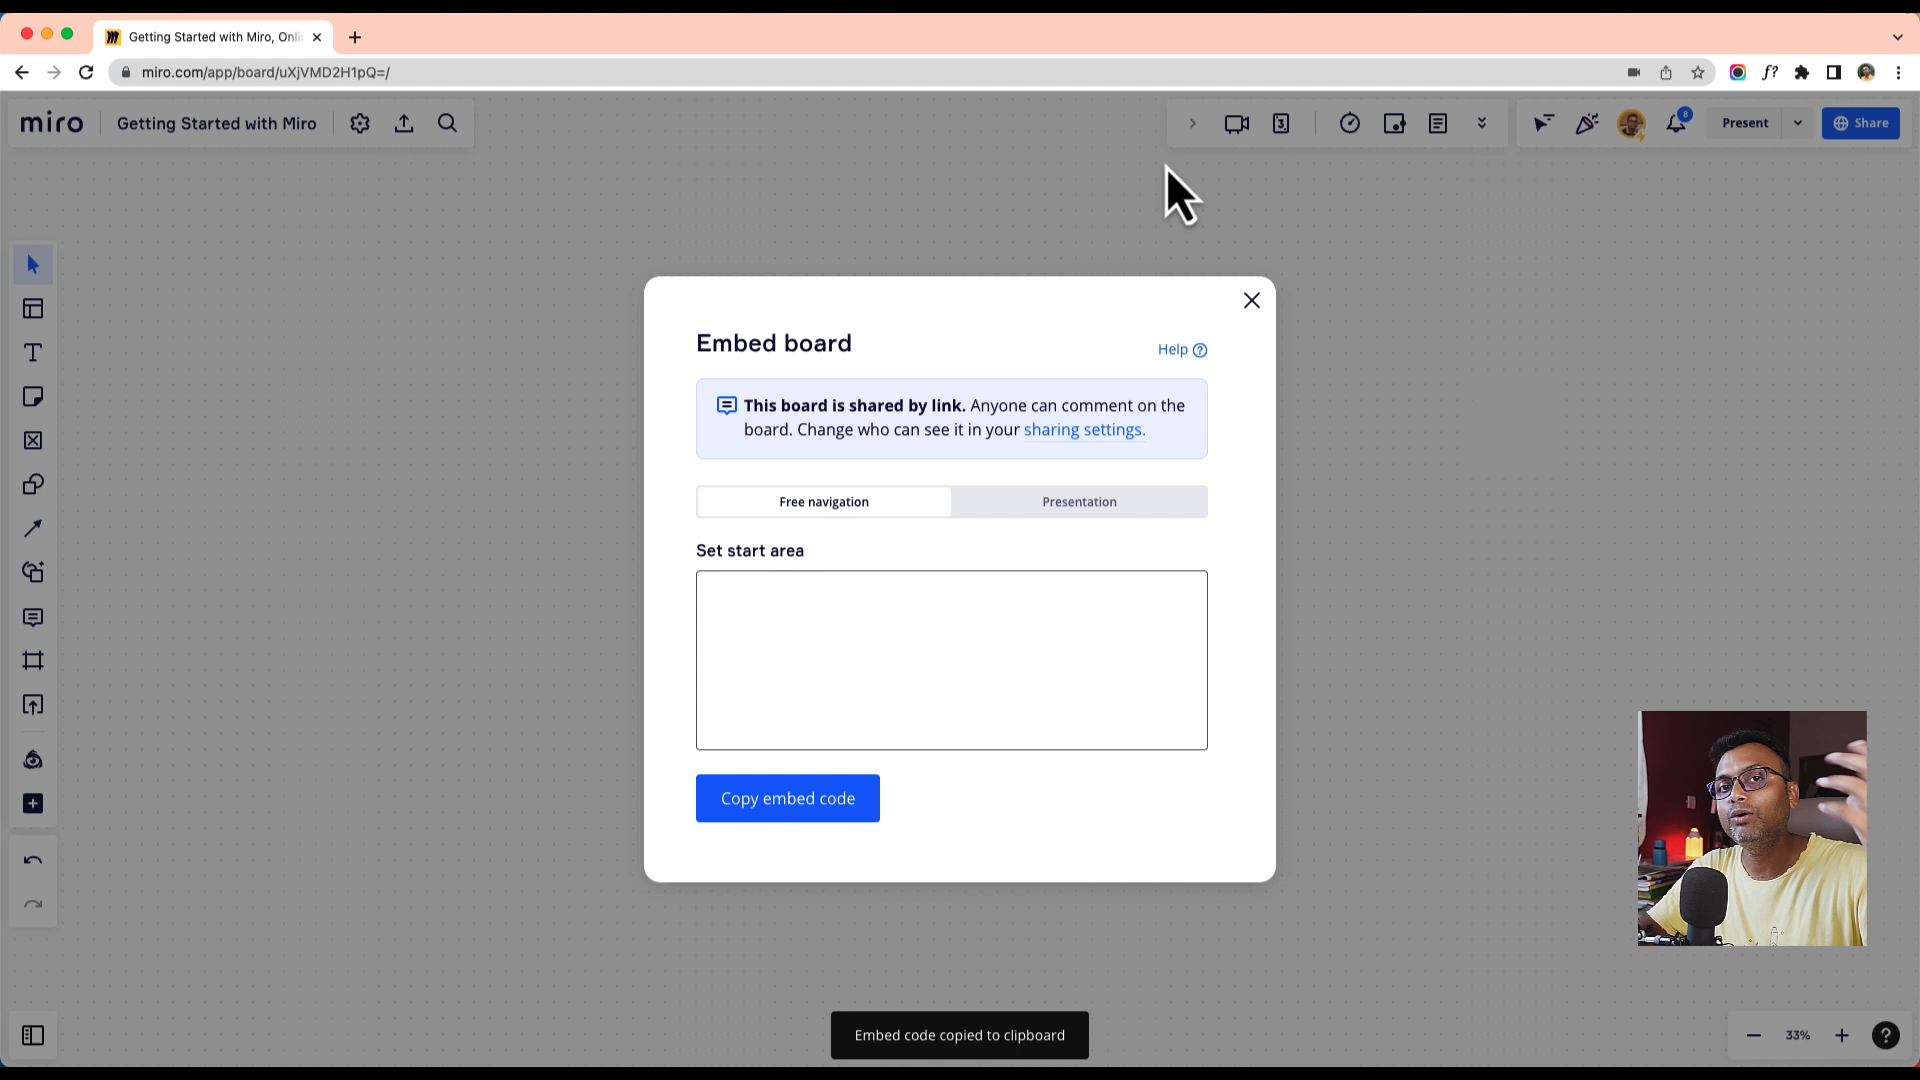 Getting Started with Miro, Onli
miro.com/app/board/uXjVMD2H1pQ=/
f?
miro
Getting Started with Miro
3
8
Present
Share
Embed board
Help ?
This board is shared by link. Anyone can comment on the
board. Change who can see it in your sharing settings.
Free navigation
Presentation
Set start area
Copy embed code
Embed code copied to clipboard
33%
?